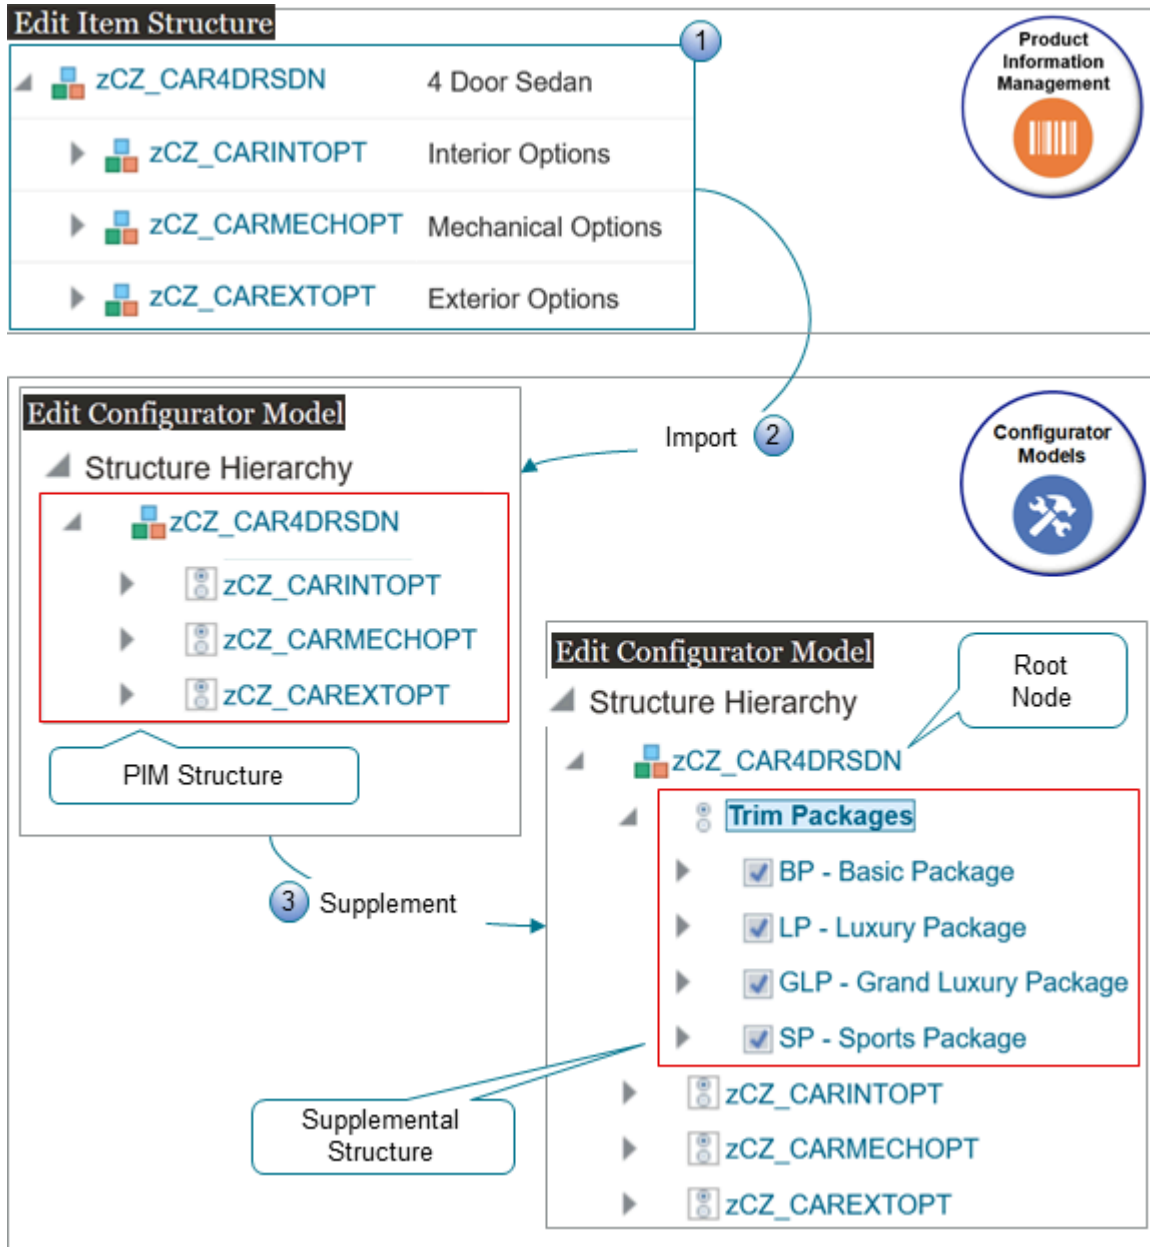 Edit Item Structure
1
Product
Information
Management
zCZ_CAR4DRSDN 4 Door Sedan
zCZ_CARINTOPT Interior Options
zCZ_CARMECHOPT Mechanical Options
zCZ_CAREXTOPT Exterior Options
Edit Configurator Model
Structure Hierarchy
zCZ_CAR4DRSDN
zCZ_CARINTOPT
zCZ_CARMECHOPT
zCZ_CAREXTOPT
PIM Structure
Import 2
Configurator
Models
3 Supplement
Edit Configurator Model
Structure Hierarchy
Root
Node
zCZ_CAR4DRSDN
Trim Packages
BP - Basic Package
LP - Luxury Package
GLP - Grand Luxury Package
SP - Sports Package
zCZ_CARINTOPT
zCZ_CARMECHOPT
zCZ_CAREXTOPT
Supplemental
Structure